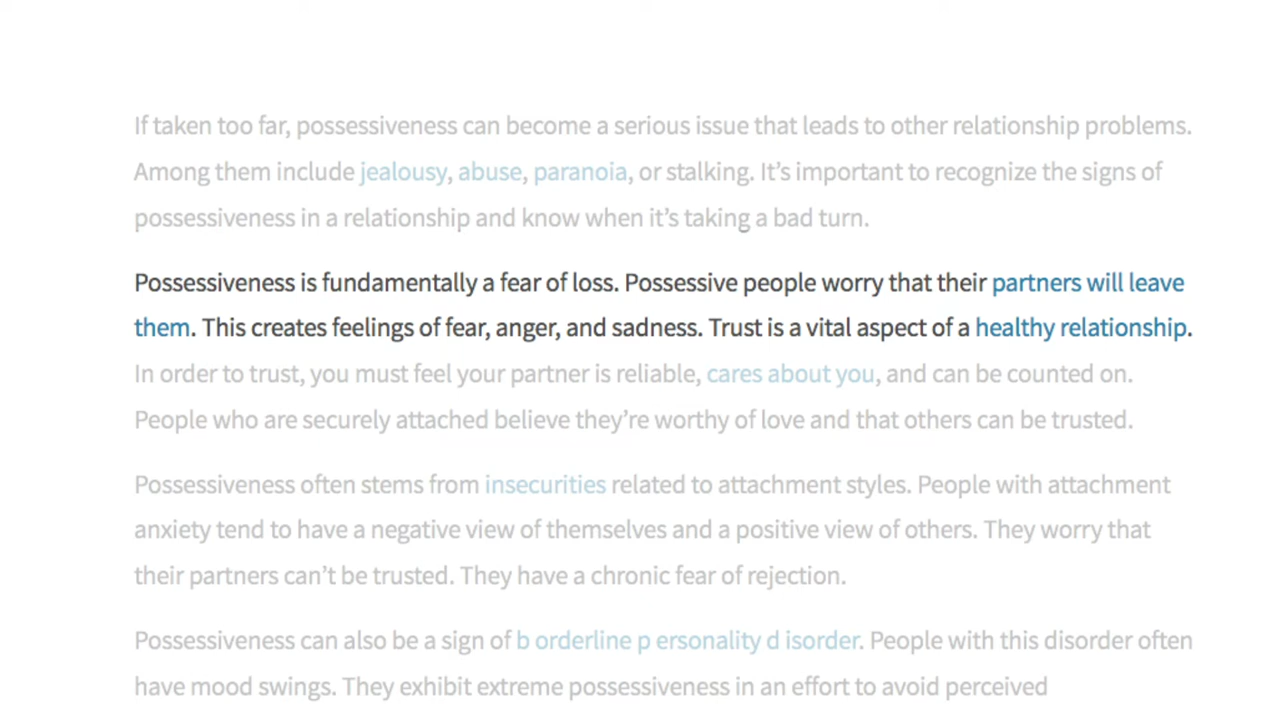 If taken too far, possessiveness can become a serious issue that leads to other relationship problems.
Among them include jealousy, abuse, paranoia, or stalking. It’s important to recognize the signs of
possessiveness in a relationship and know when it’s taking a bad turn.
Possessiveness is fundamentally a fear of loss. Possessive people worry that their partners will leave
them. This creates feelings of fear, anger, and sadness. Trust is a vital aspect of a healthy relationship.
In order to trust, you must feel your partner is reliable, cares about you, and can be counted on.
People who are securely attached believe they’re worthy of love and that others can be trusted.
Possessiveness often stems from insecurities related to attachment styles. People with attachment
anxiety tend to have a negative view of themselves and a positive view of others. They worry that
their partners can’t be trusted. They have a chronic fear of rejection.
Possessiveness can also be a sign of b orderline p ersonality d isorder. People with this disorder often
have mood swings. They exhibit extreme possessiveness in an effort to avoid perceived